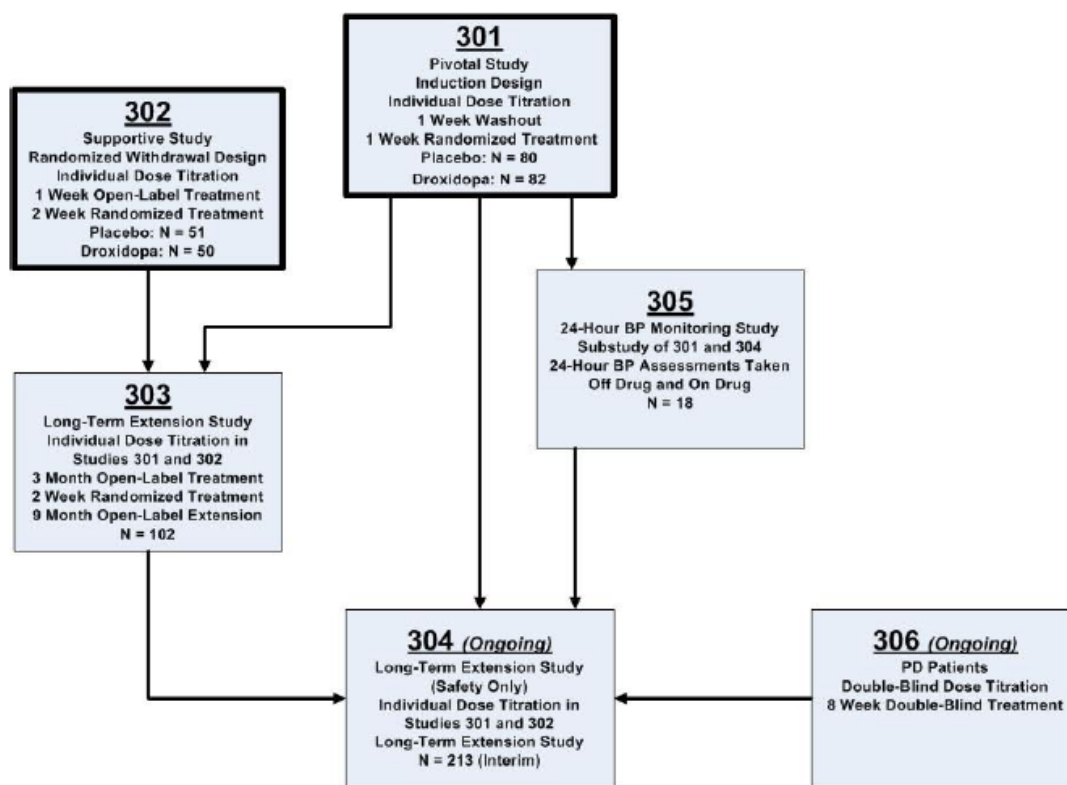 301
Pivotal Study
Induction Design
Individual Dose Titration
1 Week Washout
1 Week Randomized Treatment
Placebo: N = 80
Droxidopa: N = 82
302
Supportive Study
Randomized Withdrawal Design
Individual Dose Titration
1 Week Open-Label Treatment
2 Week Randomized Treatment
Placebo: N = 51
Droxidopa: N = 50
305
24-Hour BP Monitoring Study
Substudy of 301 and 304
24-Hour BP Assessments Taken
Off Drug and On Drug
N = 18
303
Long-Term Extension Study
Individual Dose Titration in
Studies 301 and 302
3 Month Open-Label Treatment
2 Week Randomized Treatment
9 Month Open-Label Extension
N = 102
304 (Ongoing)
Long-Term Extension Study
(Safety Only)
Individual Dose Titration in
Studies 301 and 302
Long-Term Extension Study
N = 213 (Interim)
306 (Ongoing)
PD Patients
Double-Blind Dose Titration
8 Week Double-Blind Treatment